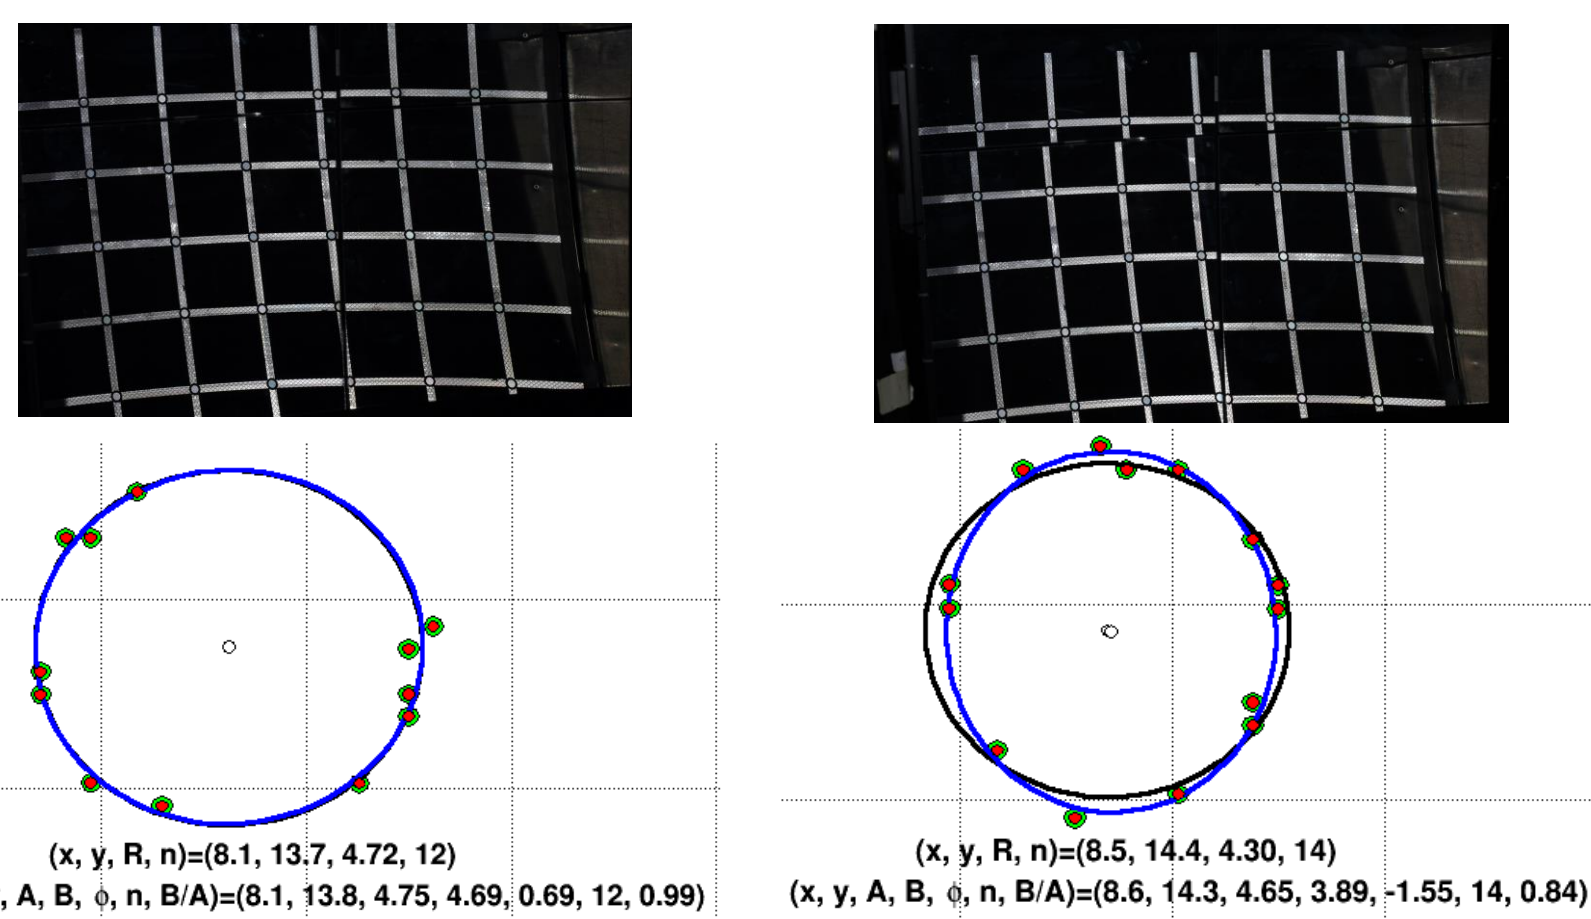 (x, y, R, n)=(8.1, 13.7, 4.72, 12)
, A, B, ϕ, n, B/A)=(8.1, 13.8, 4.75, 4.69, 0.69, 12, 0.99)
(x, y, R, n)=(8.5, 14.4, 4.30, 14)
(x, y, A, B, ϕ, n, B/A)=(8.6, 14.3, 4.65, 3.89, -1.55, 14, 0.84)